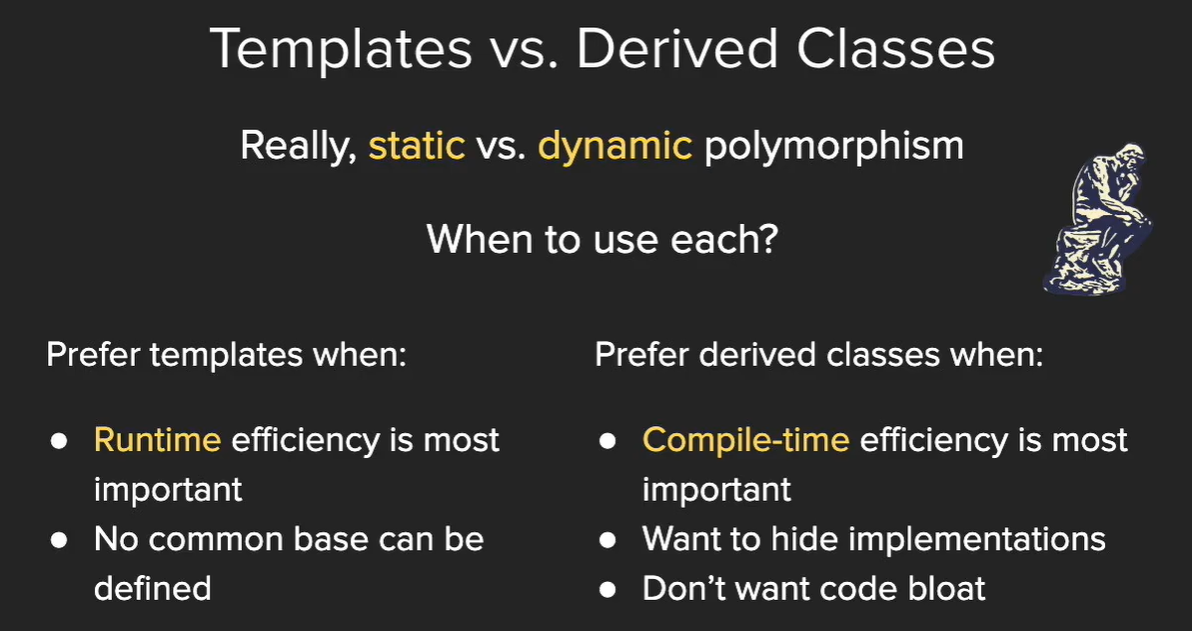 Templates vs. Derived Classes
Really, static vs. dynamic polymorphism
When to use each?
Prefer templates when:
● Runtime efficiency is most
important
● No common base can be
defined
Prefer derived classes when:
● Compile-time efficiency is most
important
● Want to hide implementations
● Don’t want code bloat